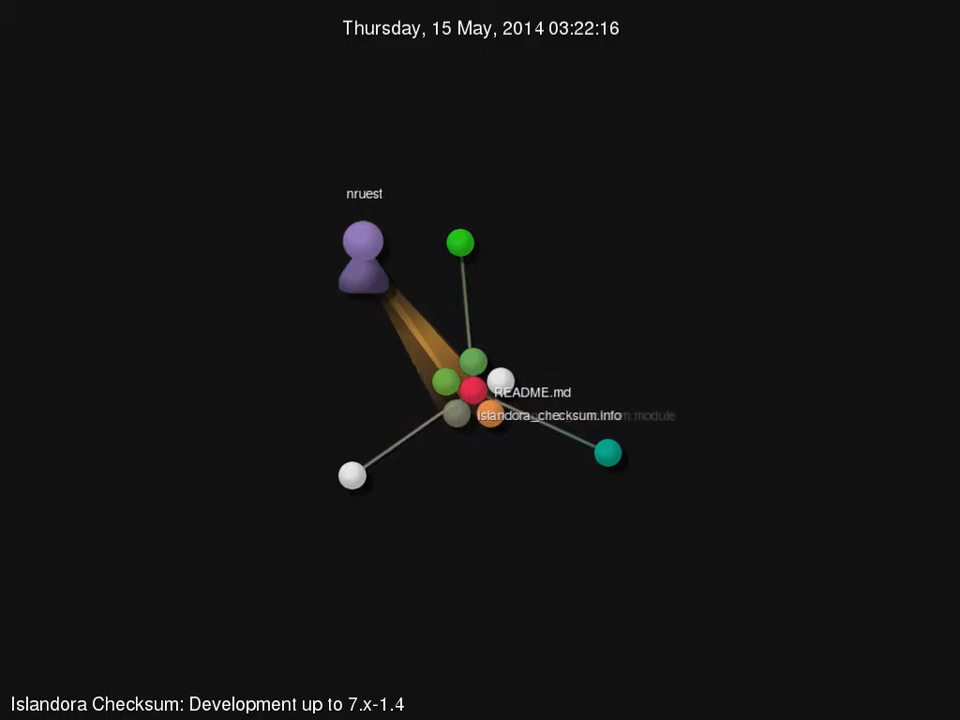 Thursday, 15 May, 2014 03:22:16
nruest
README.md
islandora_checksum.info
Islandora Checksum: Development up to 7.x-1.4